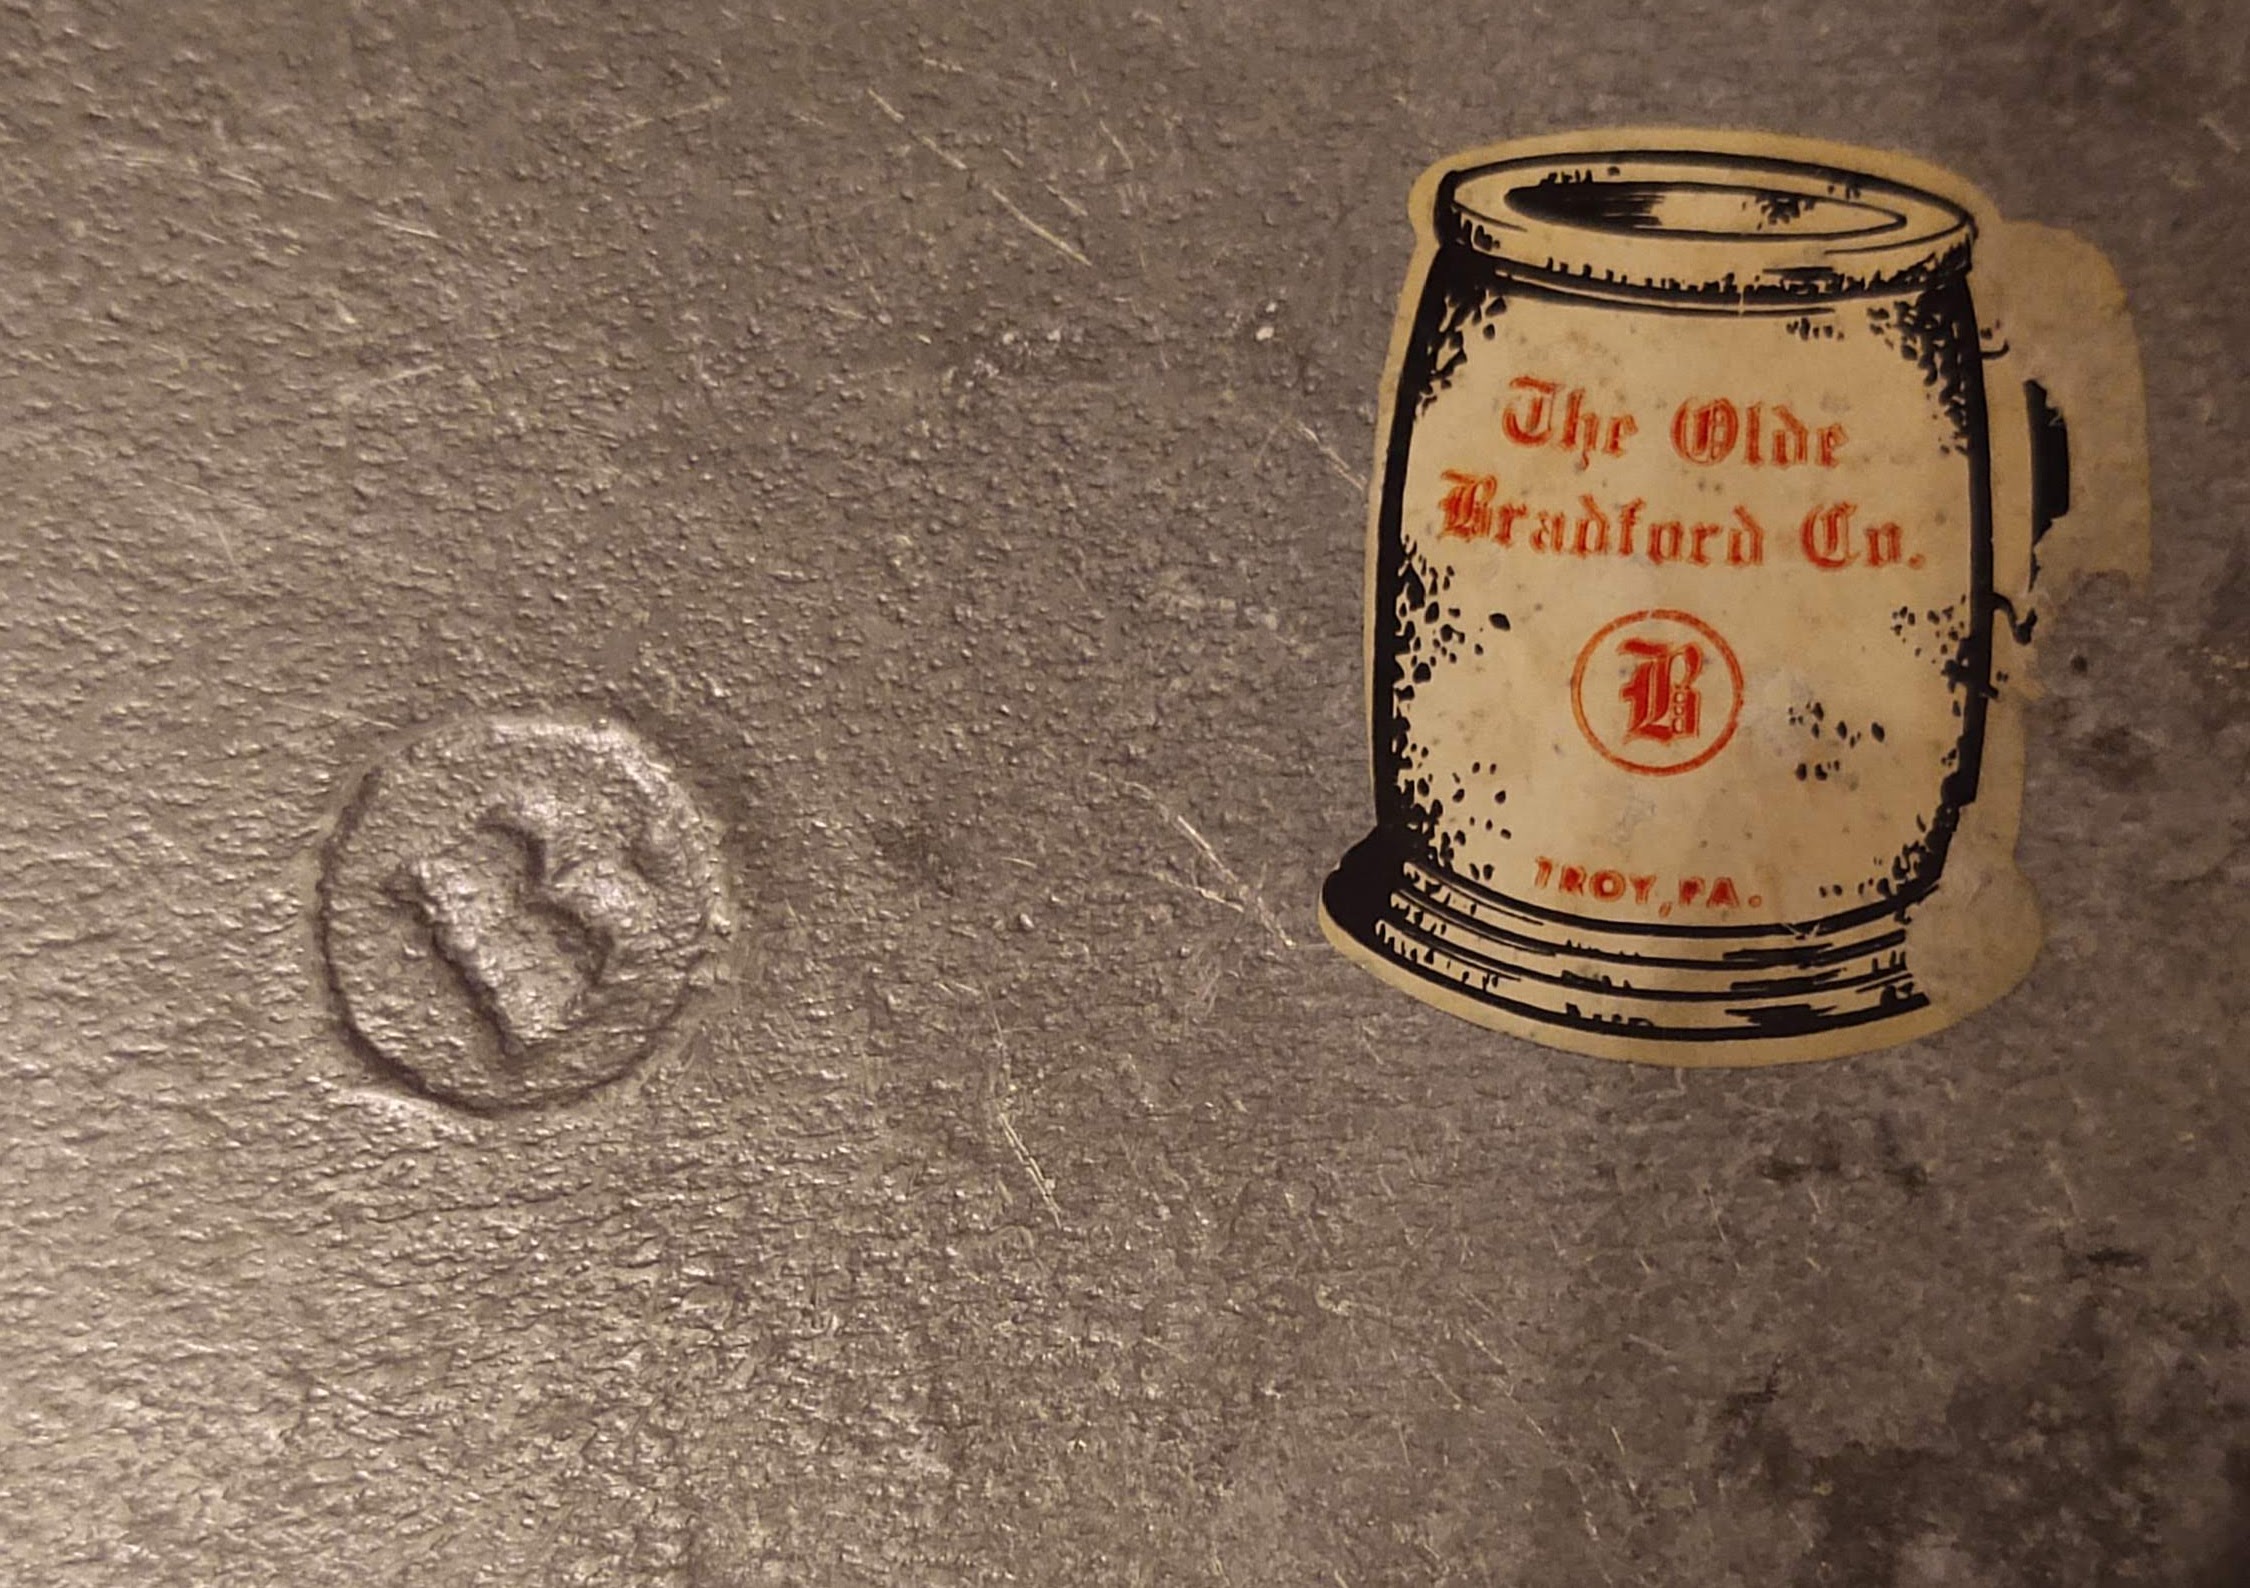 The Olde
Bradford Co.
B
TROY, PA.
B